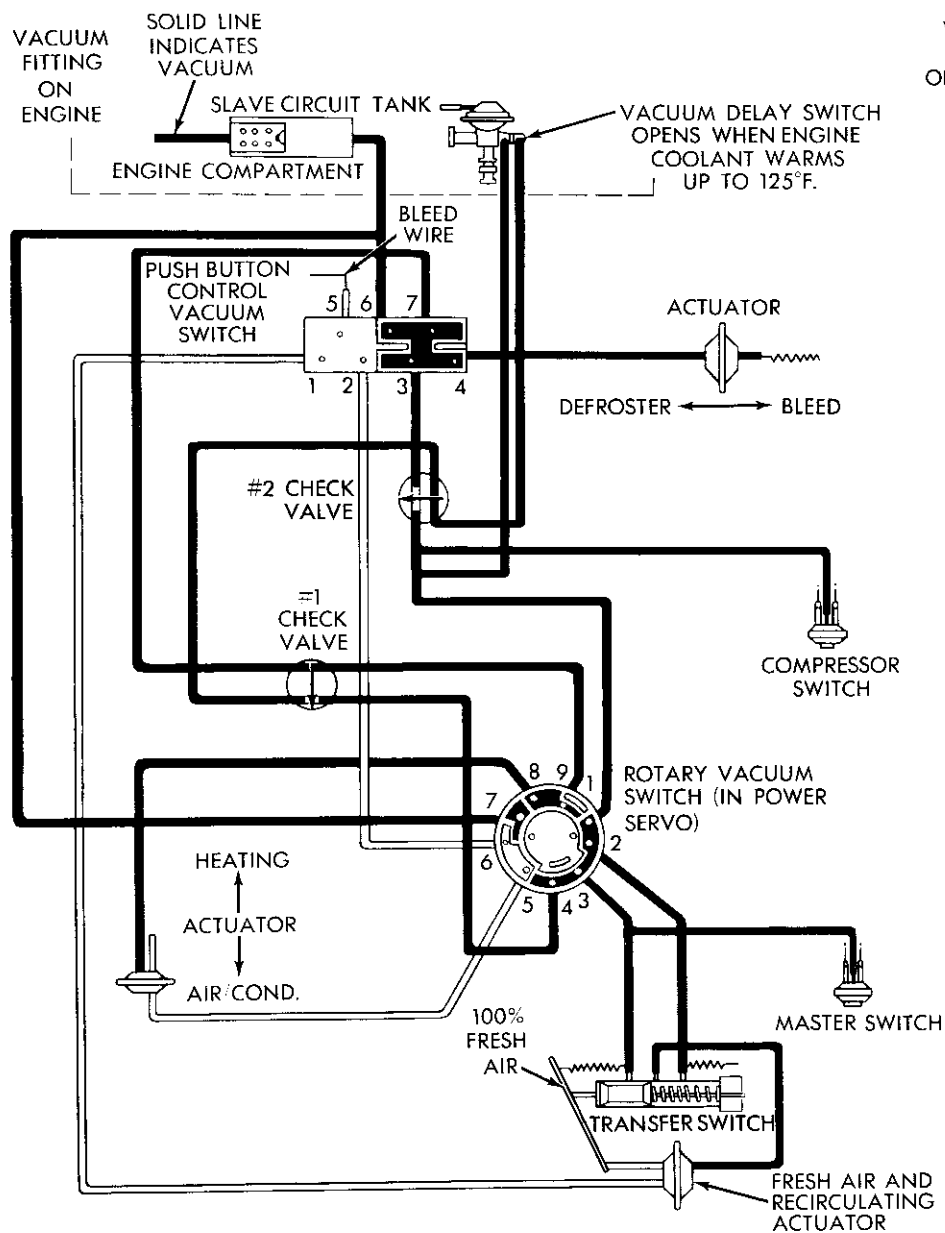 VACUUM
FITTING
ON
ENGINE
SOLID LINE
INDICATES
VACUUM
SLAVE CIRCUIT TANK
ENGINE COMPARTMENT
VACUUM DELAY SWITCH
OPENS WHEN ENGINE
COOLANT WARMS
UP TO 125°F.
BLEED
WIRE
PUSH BUTTON
CONTROL
VACUUM
SWITCH
5 6 7
1 2 3 4
ACTUATOR
DEFROSTER
BLEED
#2 CHECK
VALVE
#1
CHECK
VALVE
COMPRESSOR
SWITCH
8 9 1
7
2
6
5 4 3
ROTARY VACUUM
SWITCH (IN POWER
SERVO)
HEATING
ACTUATOR
AIR/COND.
100%
FRESH
AIR
MASTER SWITCH
TRANSFER SWITCH
FRESH AIR AND
RECIRCULATING
ACTUATOR